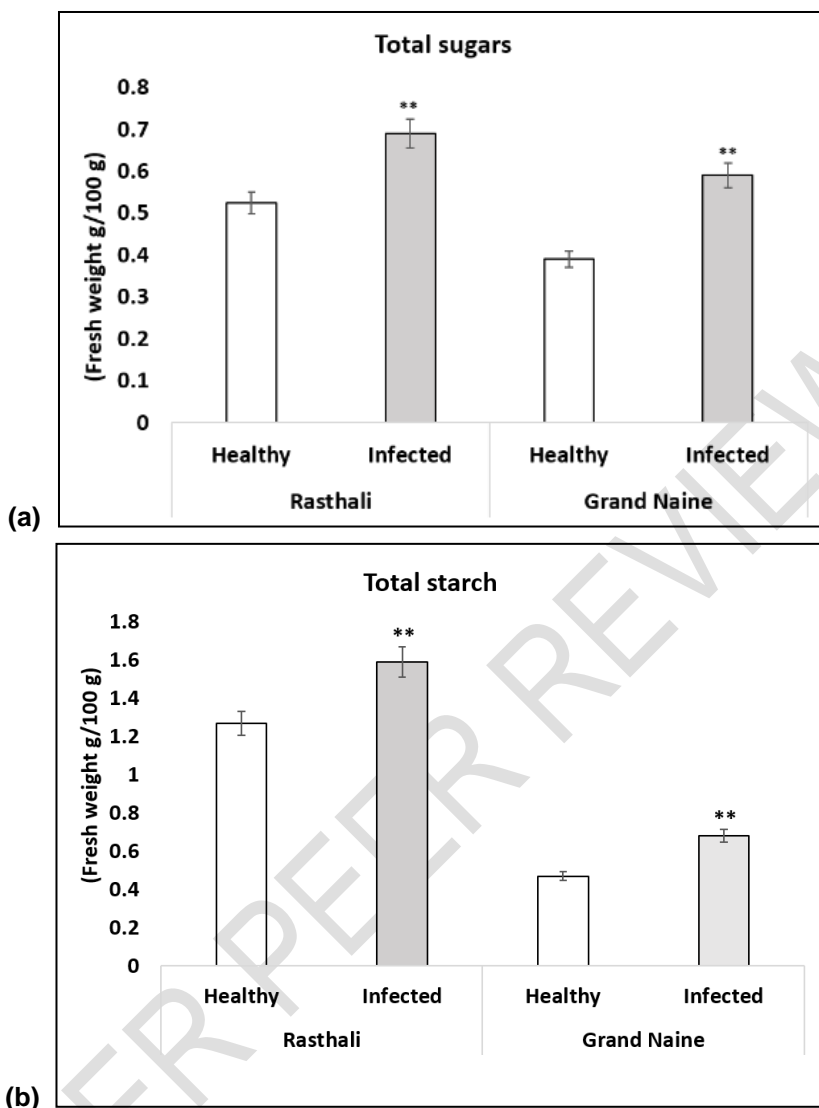 Total sugars
(Fresh weight g/100 g)
0.8
0.7
0.6
0.5
0.4
0.3
0.2
0.1
0
**
**
Healthy Infected Healthy Infected
Rasthali Grand Naine
(a)
Total starch
(Fresh weight g/100 g)
1.8
1.6
1.4
1.2
1
0.8
0.6
0.4
0.2
0
**
**
Healthy Infected Healthy Infected
Rasthali Grand Naine
(b)
ER PEER REVIEW